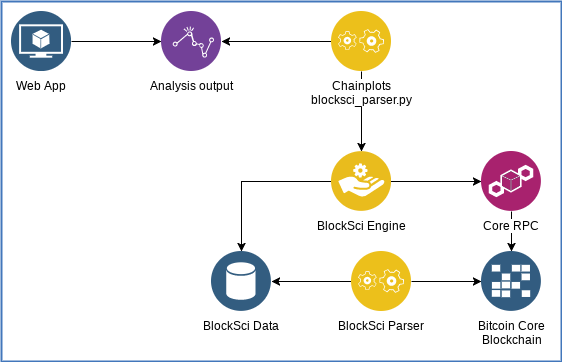 Web App
Analysis output
Chainplots
blocksci_parser.py
BlockSci Engine
Core RPC
BlockSci Data
BlockSci Parser
Bitcoin Core
Blockchain